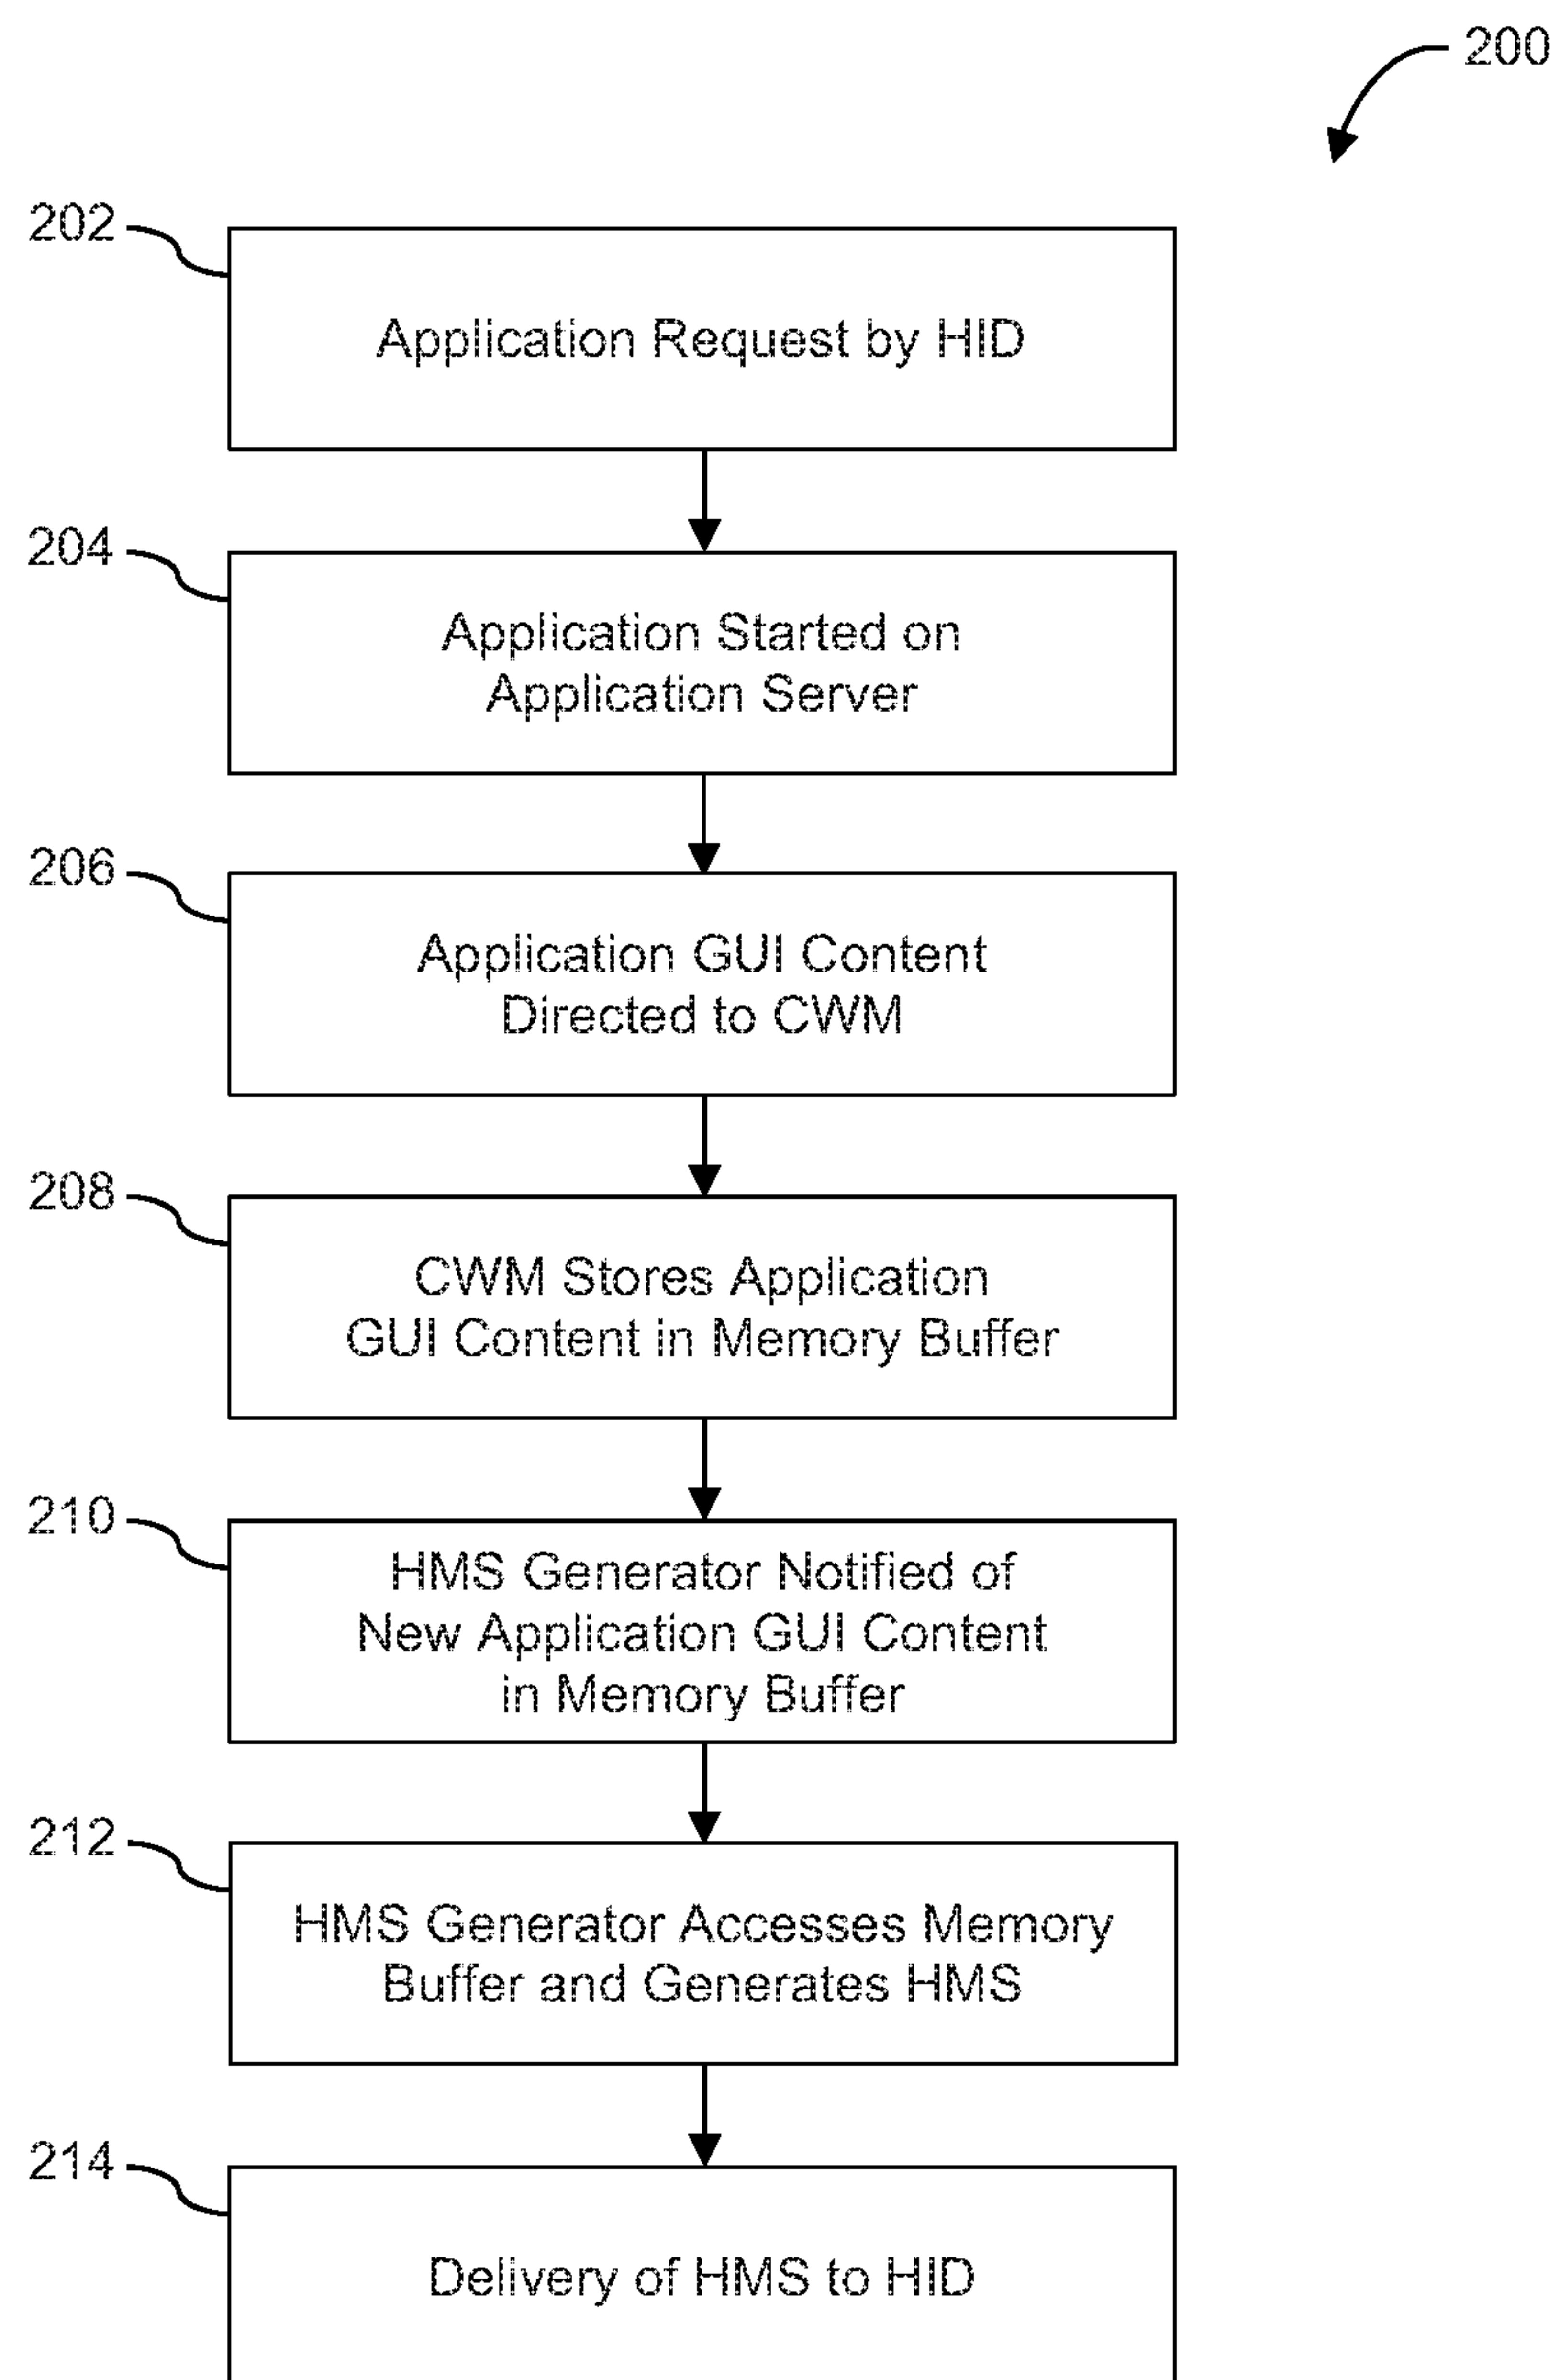 200
202
Application Request by HID
204
Application Started on
Application Server
206
Application GUI Content
Directed to CWM
208
CWM Stores Application
GUI Content in Memory Buffer
210
HMS Generator Notified of
New Application GUI Content
in Memory Buffer
212
HMS Generator Accesses Memory
Buffer and Generates HMS
214
Delivery of HMS to HID